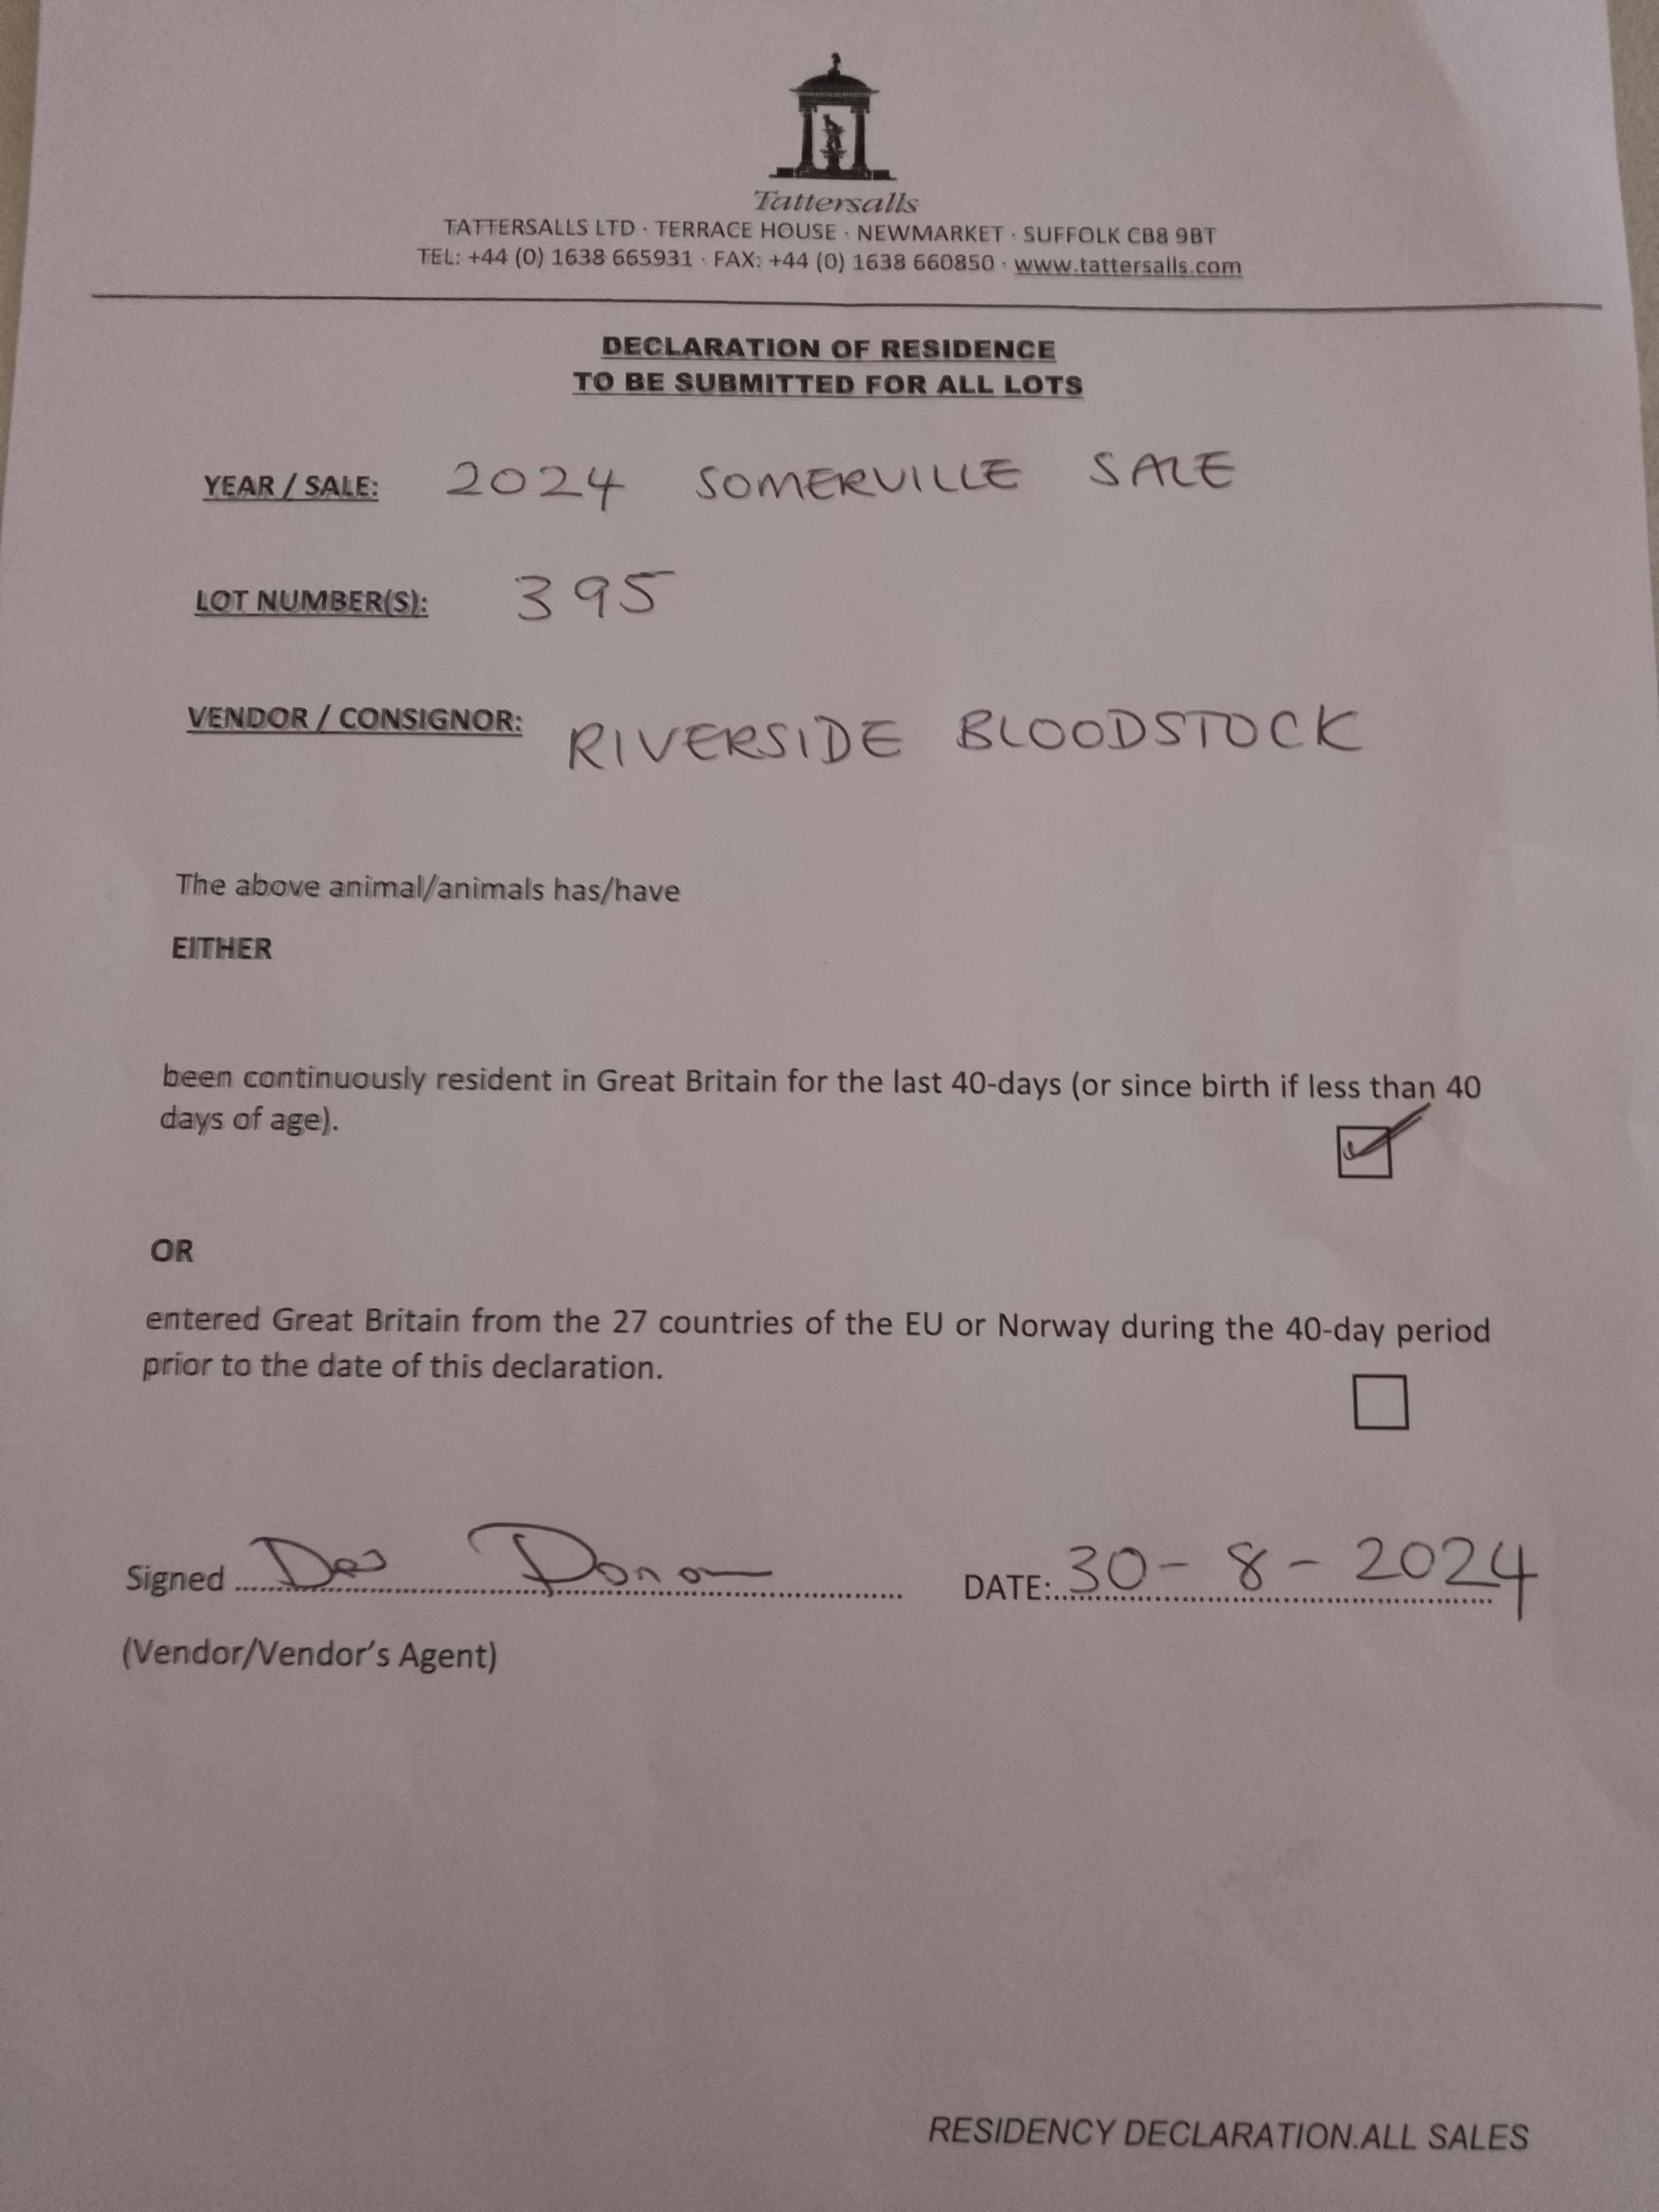 Tattersalls
TATTERSALLS LTD · TERRACE HOUSE · NEWMARKET · SUFFOLK CB8 9BT
TEL: +44 (0) 1638 665931 · FAX: +44 (0) 1638 660850 · www.tattersalls.com
DECLARATION OF RESIDENCE
TO BE SUBMITTED FOR ALL LOTS
YEAR / SALE: 2024 SOMERVILLE SALE
LOT NUMBER(S): 395
VENDOR / CONSIGNOR: RIVERSIDE BLOODSTOCK
The above animal/animals has/have
EITHER
been continuously resident in Great Britain for the last 40-days (or since birth if less than 40
days of age).
OR
entered Great Britain from the 27 countries of the EU or Norway during the 40-day period
prior to the date of this declaration.
Signed Des DATE: 30-8-2024
(Vendor/Vendor's Agent)
RESIDENCY DECLARATION.ALL SALES